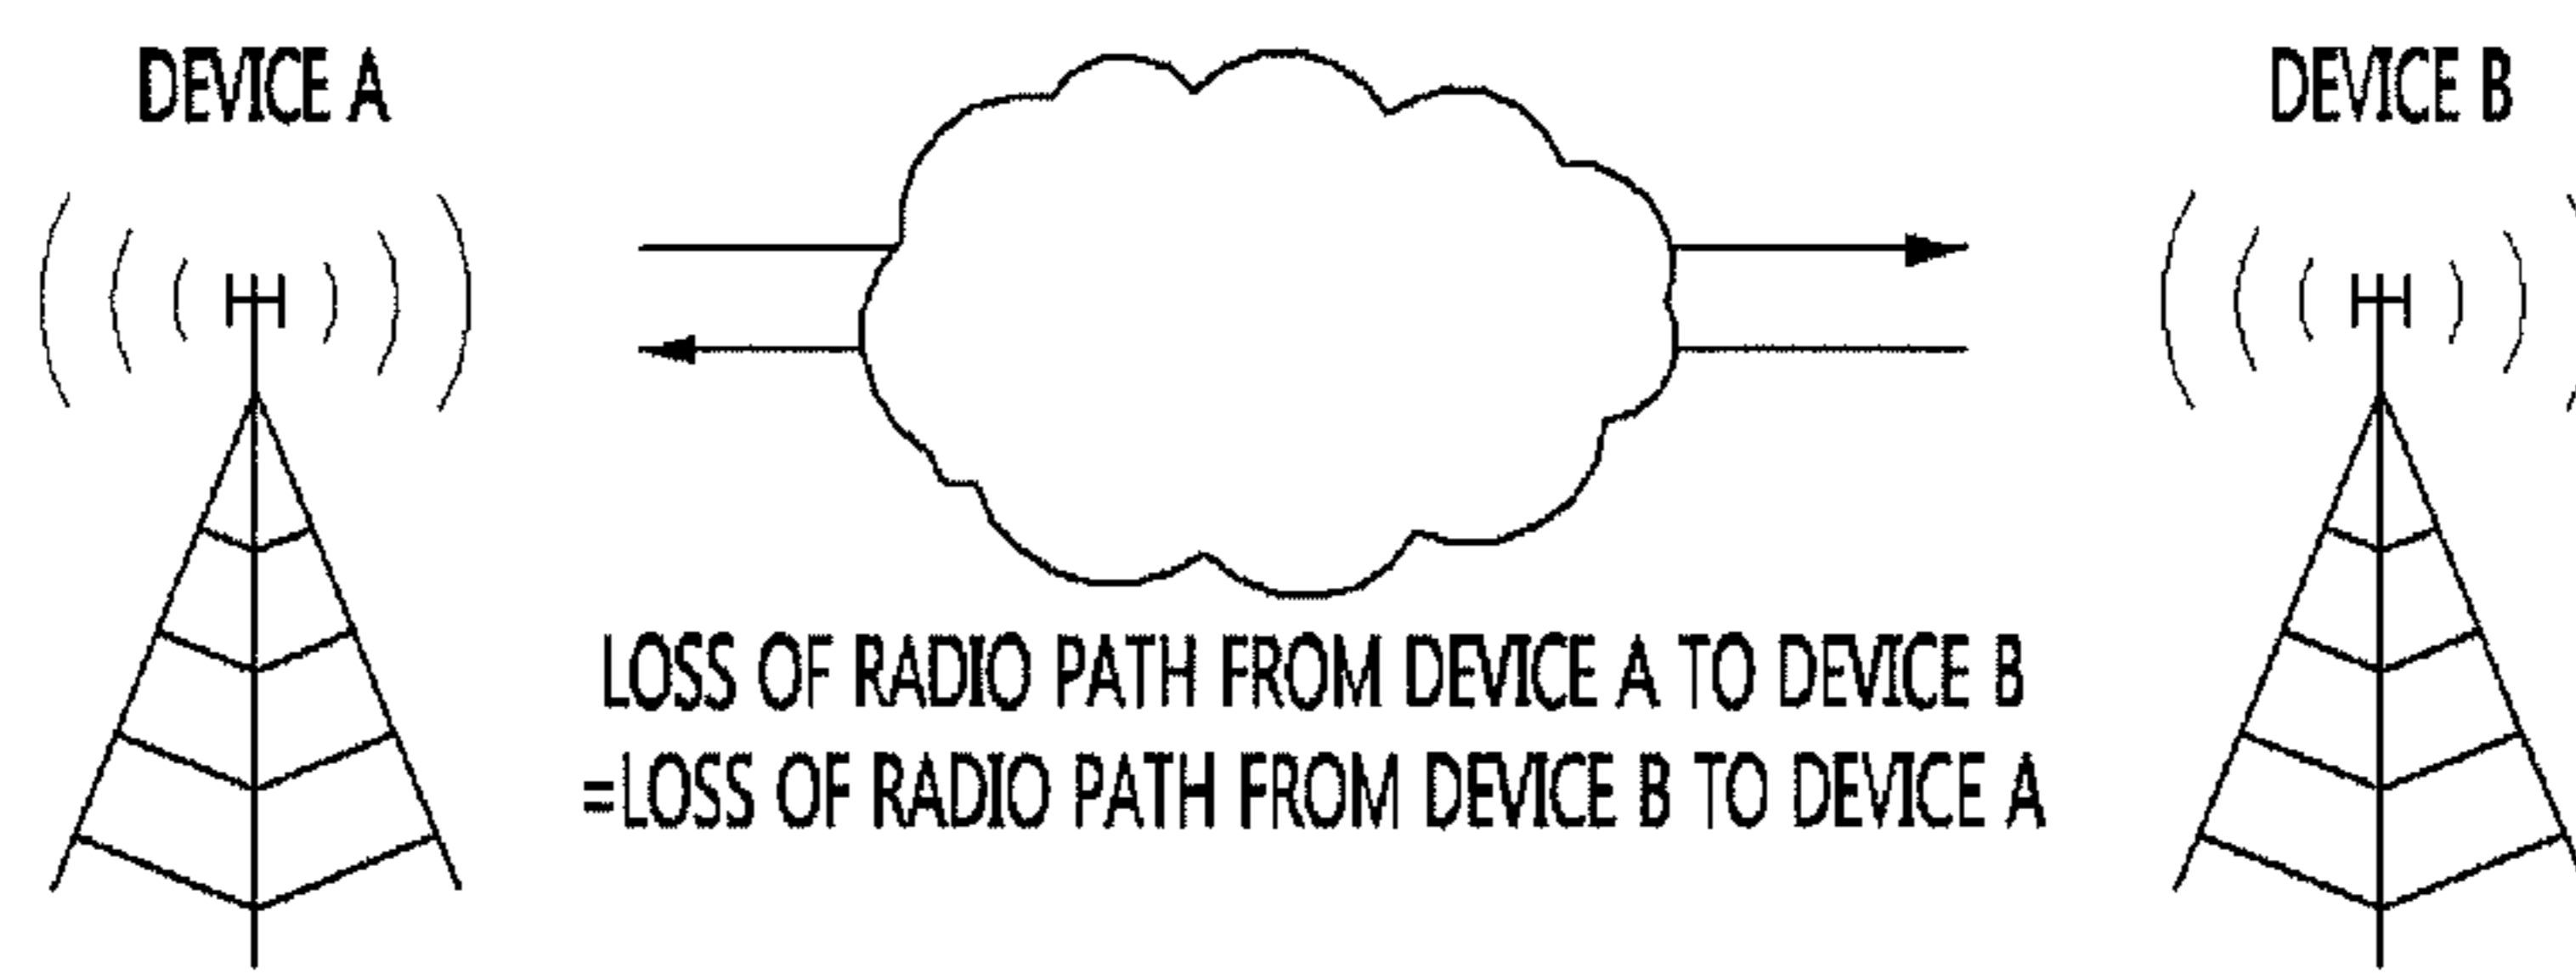 DEVICE A
DEVICE B
LOSS OF RADIO PATH FROM DEVICE A TO DEVICE B
=LOSS OF RADIO PATH FROM DEVICE B TO DEVICE A